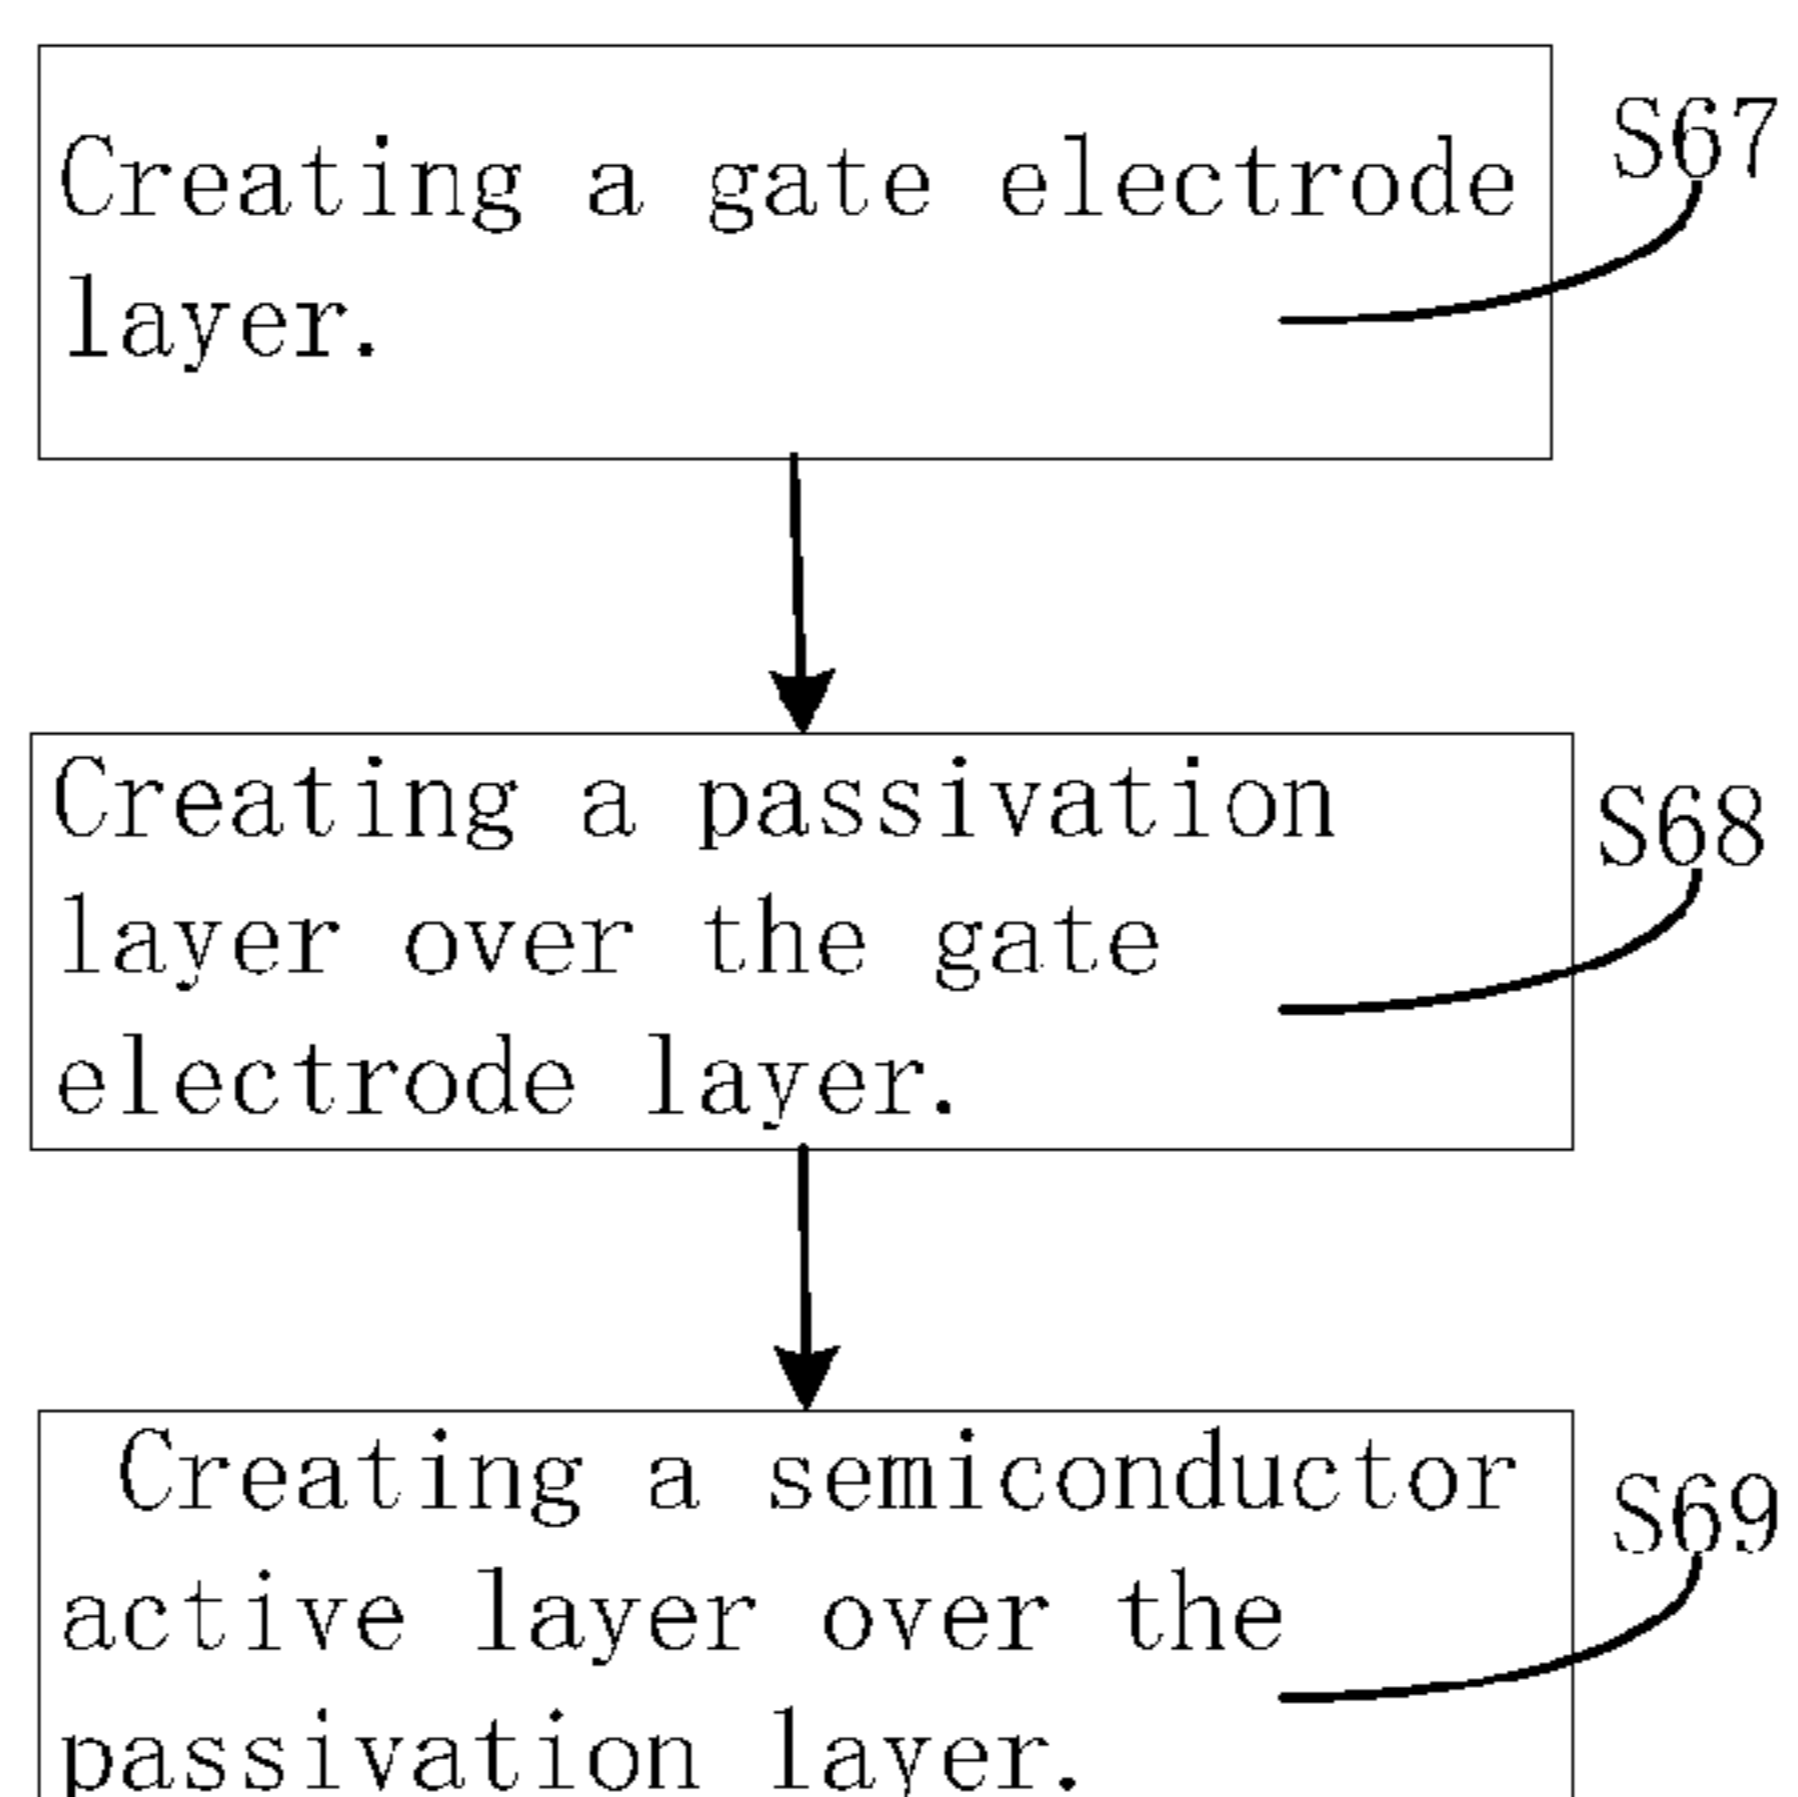 Creating a gate electrode
layer.
S67
Creating a passivation
layer over the gate
electrode layer.
S68
Creating a semiconductor
active layer over the
passivation layer.
S69